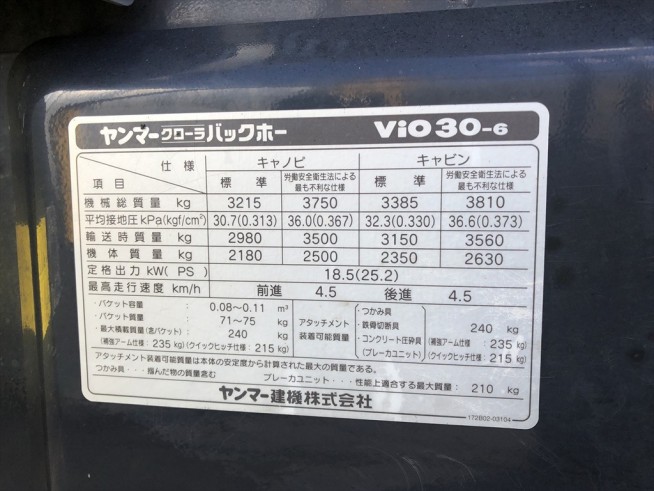 ヤンマークローラバックホー ViO30-6
仕様 キャノピ キャビン
項目 標準 労働安全衛生法による最も不利な仕様 標準 労働安全衛生法による最も不利な仕様
機械総質量 kg 3215 3750 3385 3810
平均接地圧 kPa(kgf/cm²) 30.7(0.313) 36.0(0.367) 32.3(0.330) 36.6(0.373)
輸送時質量 kg 2980 3500 3150 3560
機体質量 kg 2180 2500 2350 2630
定格出力 kW(PS) 18.5(25.2)
最高走行速度 km/h 前進 4.5 後進 4.5
・バケット容量 : 0.08〜0.11 m³
・バケット質量 : 71〜75 kg
・最大積載質量(含バケット) : 240 kg
(補強アーム仕様 : 235 kg) (クイックヒッチ仕様 : 215 kg)
アタッチメント装着可能質量
・つかみ具
・鉄骨切断具
・コンクリート圧砕具
(ブレーカユニット)
240 kg
(補強アーム仕様 : 235 kg)
(クイックヒッチ仕様 : 215 kg)
アタッチメント装着可能質量は本体の安定度から計算された最大の質量である。
つかみ具・・・掴んだ物の質量含む ブレーカユニット・・・性能上適合する最大質量 : 210 kg
ヤンマー建機株式会社
172B02-03104